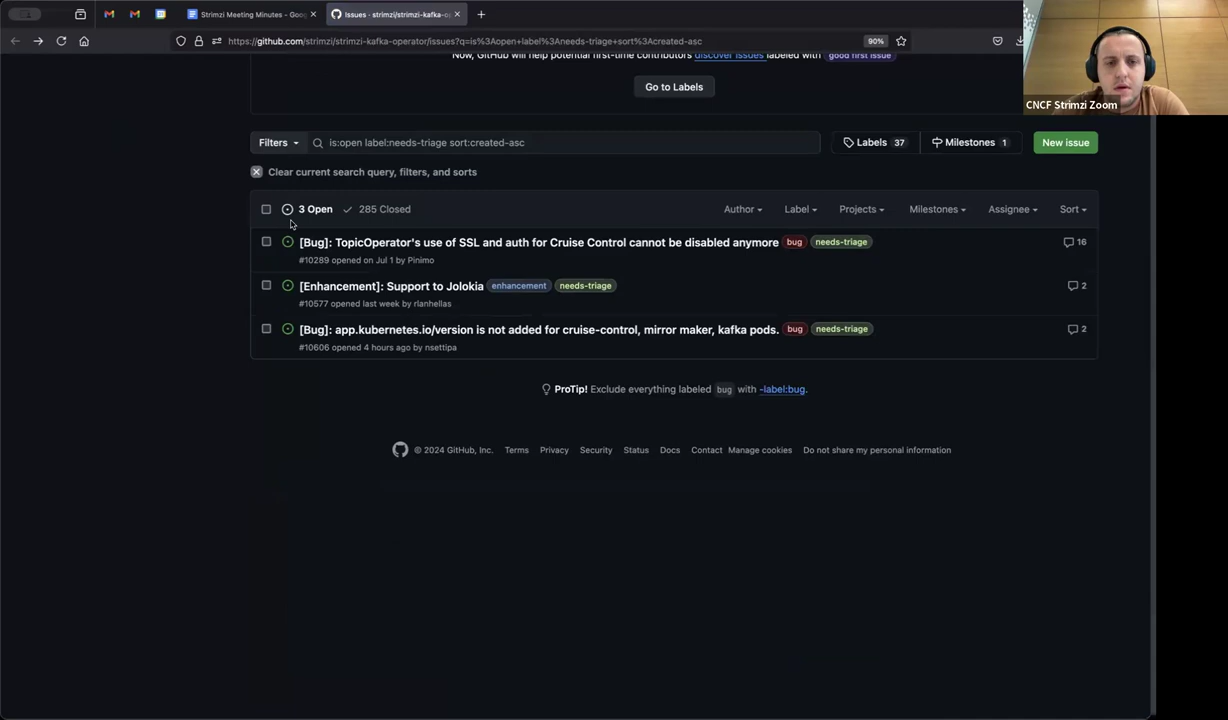 Strimzi Meeting Minutes - Goo
Issues · strimzi/strimzi-kafka-o
https://github.com/strimzi/strimzi-kafka-operator/issues?q=is%3Aopen+label%3Aneeds-triage+sort%3Acreated-asc
90%
Now, GitHub will help potential first-time contributors discover issues labeled with good first issue
Go to Labels
CNCF Strimzi Zoom
Filters
is:open label:needs-triage sort:created-asc
Labels 37
Milestones 1
New issue
Clear current search query, filters, and sorts
3 Open 285 Closed
Author Label Projects Milestones Assignee Sort
[Bug]: TopicOperator's use of SSL and auth for Cruise Control cannot be disabled anymore bug needs-triage 16
#10289 opened on Jul 1 by Pinimo
[Enhancement]: Support to Jolokia enhancement needs-triage 2
#10577 opened last week by rlanhellas
[Bug]: app.kubernetes.io/version is not added for cruise-control, mirror maker, kafka pods. bug needs-triage 2
#10606 opened 4 hours ago by nsettipa
ProTip! Exclude everything labeled bug with -label:bug.
© 2024 GitHub, Inc. Terms Privacy Security Status Docs Contact Manage cookies Do not share my personal information